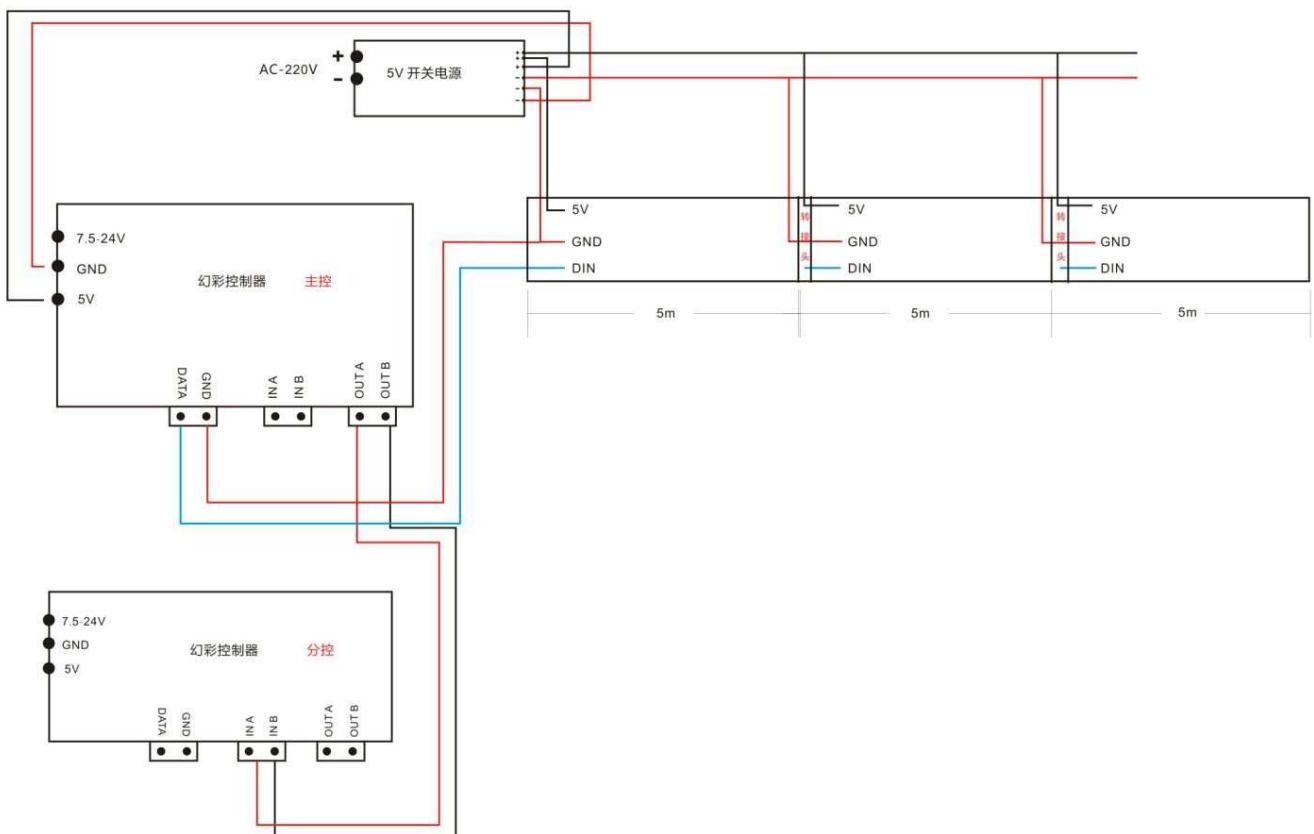 AC-220V
+
-
5V 开关电源
+
+
+
-
-
-
5V
GND
DIN
转
接
头
5V
GND
DIN
转
接
头
5V
GND
DIN
5m
5m
5m
7.5-24V
GND
5V
幻彩控制器 主控
DATA
GND
A IN
B IN
OUT A
OUT B
7.5-24V
GND
5V
幻彩控制器 分控
DATA
GND
A IN
B IN
OUT A
OUT B